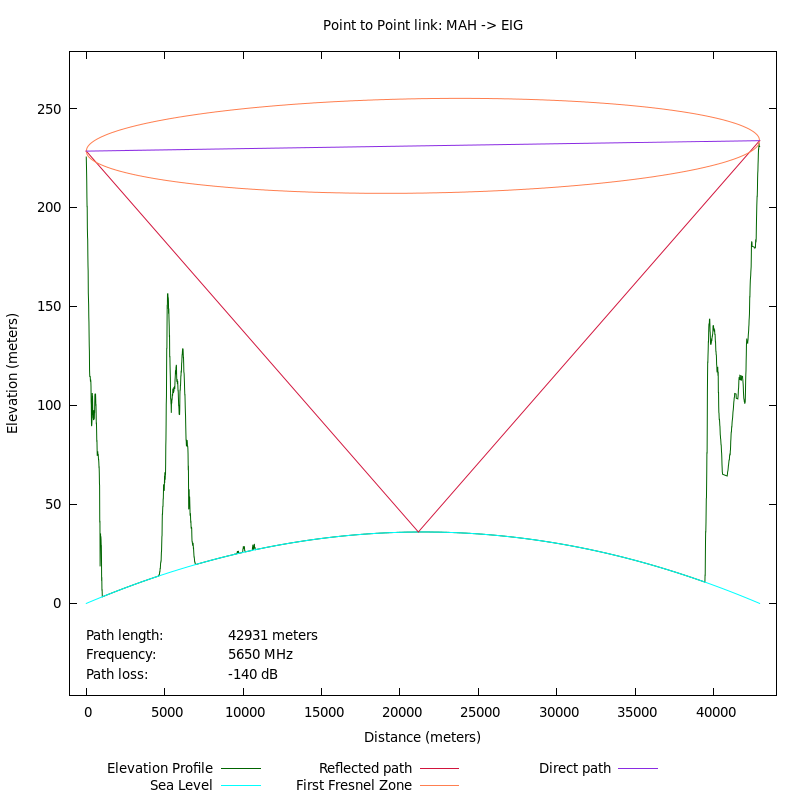 Point to Point link: MAH -> EIG
250
200
150
100
50
0
Elevation (meters)
Path length: 42931 meters
Frequency: 5650 MHz
Path loss: -140 dB
0 5000 10000 15000 20000 25000 30000 35000 40000
Distance (meters)
Elevation Profile Reflected path Direct path
Sea Level First Fresnel Zone